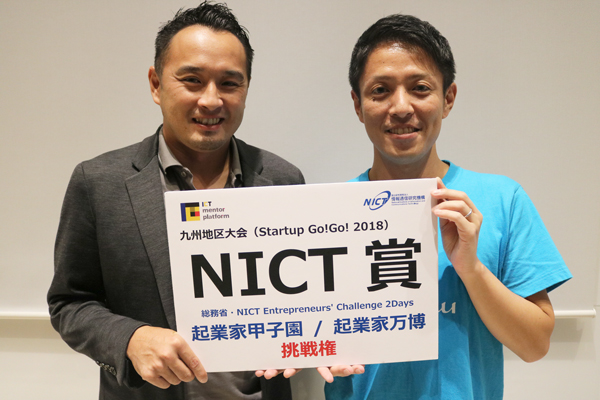 ICT
mentor
platform
NICT
九州地区大会（Startup Go!Go! 2018）
NICT 賞
総務省・NICT Entrepreneurs' Challenge 2Days
起業家甲子園 / 起業家万博
挑戦権